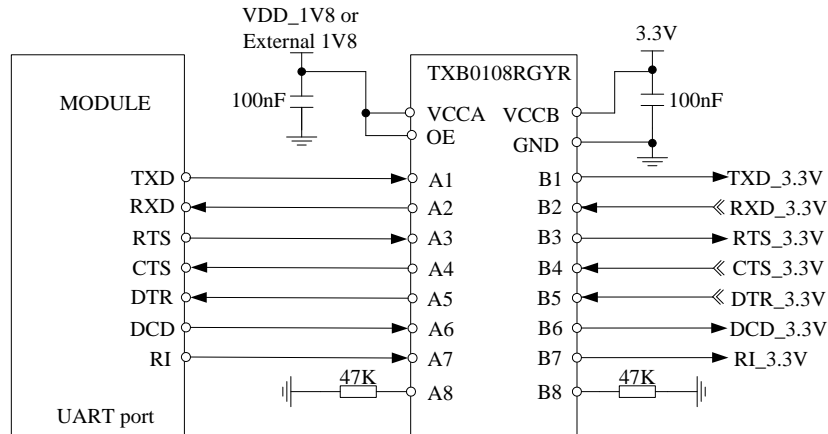 VDD_1V8 or
External 1V8
3.3V
TXB0108RGYR
MODULE
100nF
VCCA
VCCB
100nF
OE
GND
TXD
A1
B1
TXD_3.3V
RXD
A2
B2
RXD_3.3V
RTS
A3
B3
RTS_3.3V
CTS
A4
B4
CTS_3.3V
DTR
A5
B5
DTR_3.3V
DCD
A6
B6
DCD_3.3V
RI
A7
B7
RI_3.3V
47K
A8
B8
47K
UART port